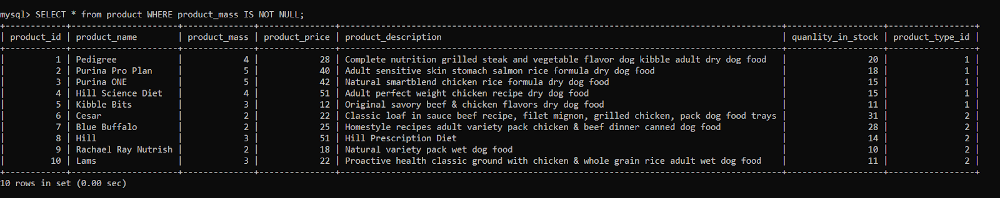 mysql> SELECT * from product WHERE product_mass IS NOT NULL;
+------------+--------------------+--------------+---------------+--------------------------------------------------------------------------------+-------------------+-----------------+
| product_id | product_name | product_mass | product_price | product_description | quanlity_in_stock | product_type_id |
+------------+--------------------+--------------+---------------+--------------------------------------------------------------------------------+-------------------+-----------------+
| 1 | Pedigree | 4 | 28 | Complete nutrition grilled steak and vegetable flavor dog kibble adult dry dog food | 20 | 1 |
| 2 | Purina Pro Plan | 5 | 40 | Adult sensitive skin stomach salmon rice formula dry dog food | 18 | 1 |
| 3 | Purina ONE | 5 | 42 | Natural smartblend chicken rice formula dry dog food | 15 | 1 |
| 4 | Hill Science Diet | 4 | 51 | Adult perfect weight chicken recipe dry dog food | 15 | 1 |
| 5 | Kibble Bits | 3 | 12 | Original savory beef & chicken flavors dry dog food | 11 | 1 |
| 6 | Cesar | 2 | 22 | Classic loaf in sauce beef recipe, filet mignon, grilled chicken, pack dog food trays | 31 | 2 |
| 7 | Blue Buffalo | 2 | 25 | Homestyle recipes adult variety pack chicken & beef dinner canned dog food | 28 | 2 |
| 8 | Hill | 3 | 51 | Hill Prescription Diet | 14 | 2 |
| 9 | Rachael Ray Nutrish | 2 | 18 | Natural variety pack wet dog food | 10 | 2 |
| 10 | Lams | 3 | 22 | Proactive health classic ground with chicken & whole grain rice adult wet dog food | 11 | 2 |
+------------+--------------------+--------------+---------------+--------------------------------------------------------------------------------+-------------------+-----------------+
10 rows in set (0.00 sec)